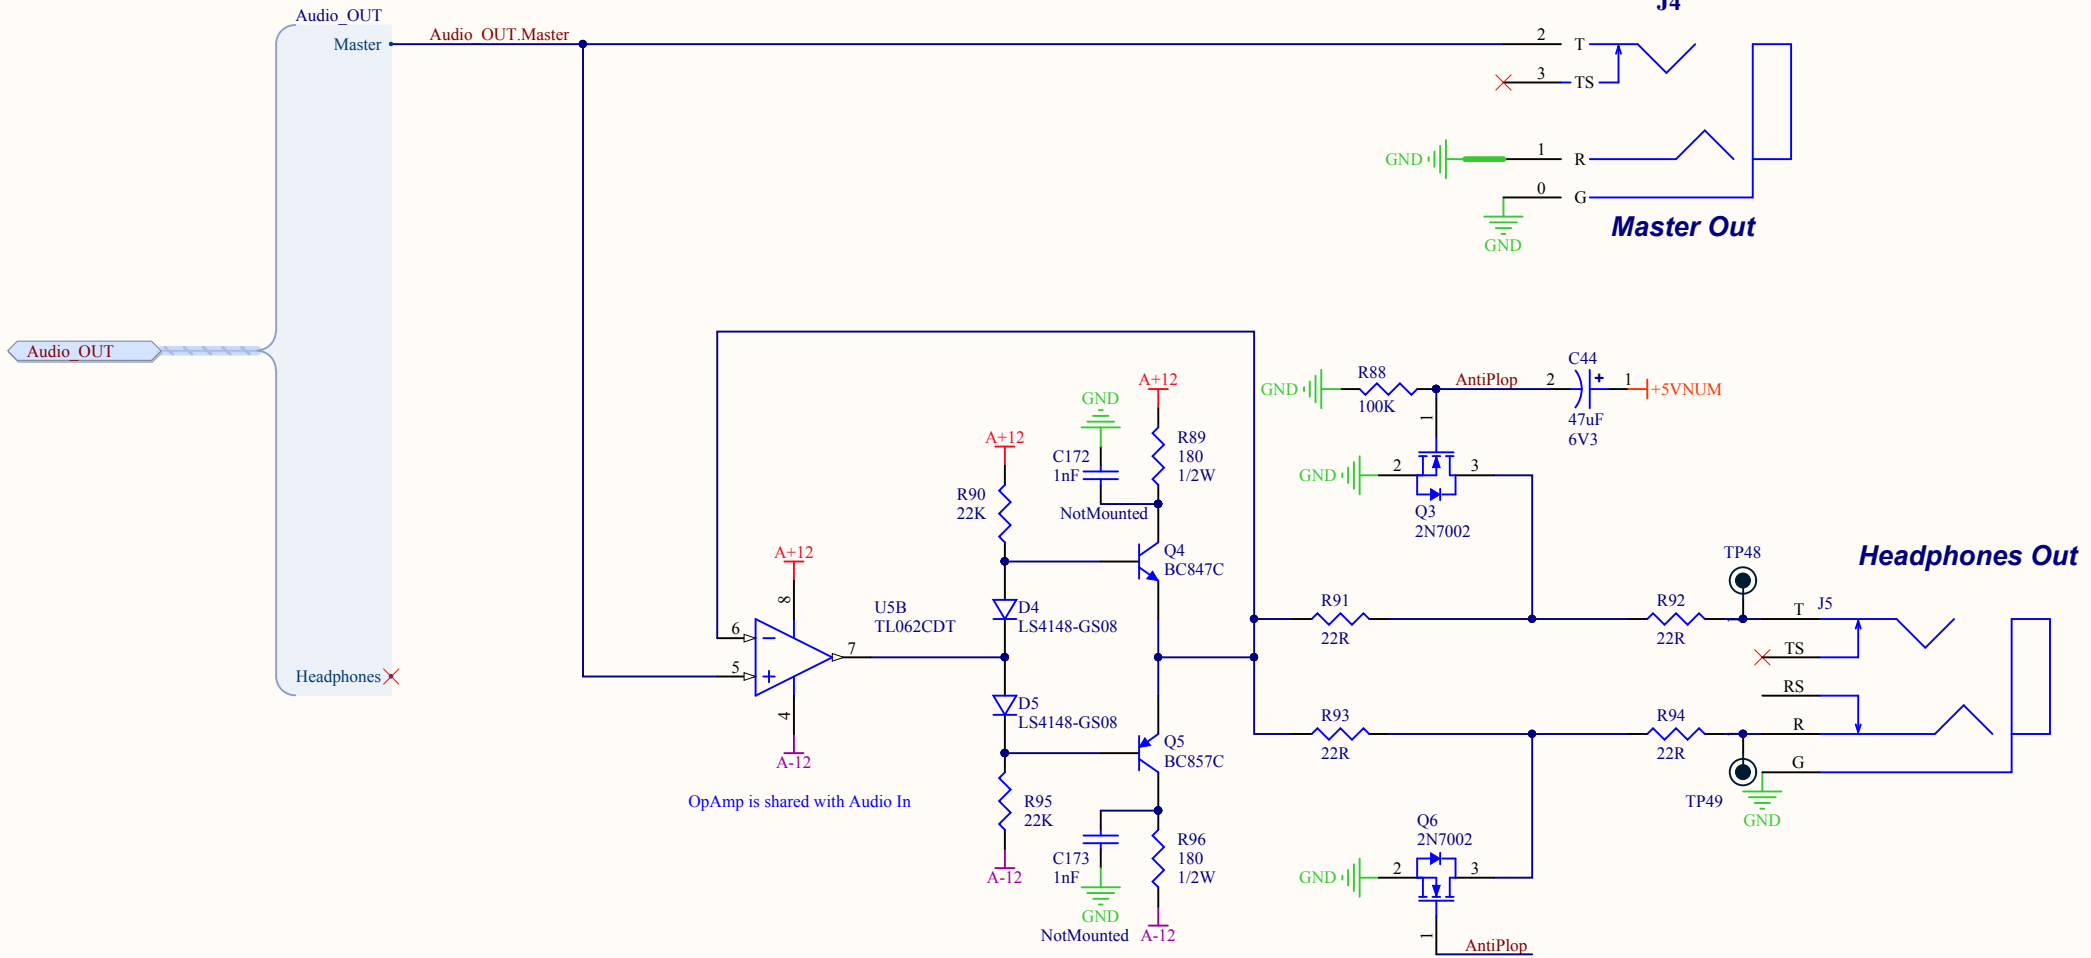 J4
Audio_OUT
Master
Audio_OUT.Master
2 T
3 TS
GND 1 R
0 G
GND
Master Out
Audio_OUT
Headphones
C44
R88
100K
GND
AntiPlop
2 + 1
+5VNUM
47uF
6V3
1
GND 2 3
Q3
2N7002
A+12
GND
R89
180
1/2W
A+12
C172
1nF
NotMounted
R90
22K
Q4
BC847C
A+12
8
U5B
TL062CDT
6 −
5 +
7
4
A-12
OpAmp is shared with Audio In
D4
LS4148-GS08
D5
LS4148-GS08
Q5
BC857C
R95
22K
A-12
C173
1nF
GND
NotMounted
R96
180
1/2W
A-12
R91
22R
R92
22R
TP48
Headphones Out
T J5
TS
RS
R
G
R93
22R
R94
22R
TP49
GND
Q6
2N7002
GND 2 3
1
AntiPlop